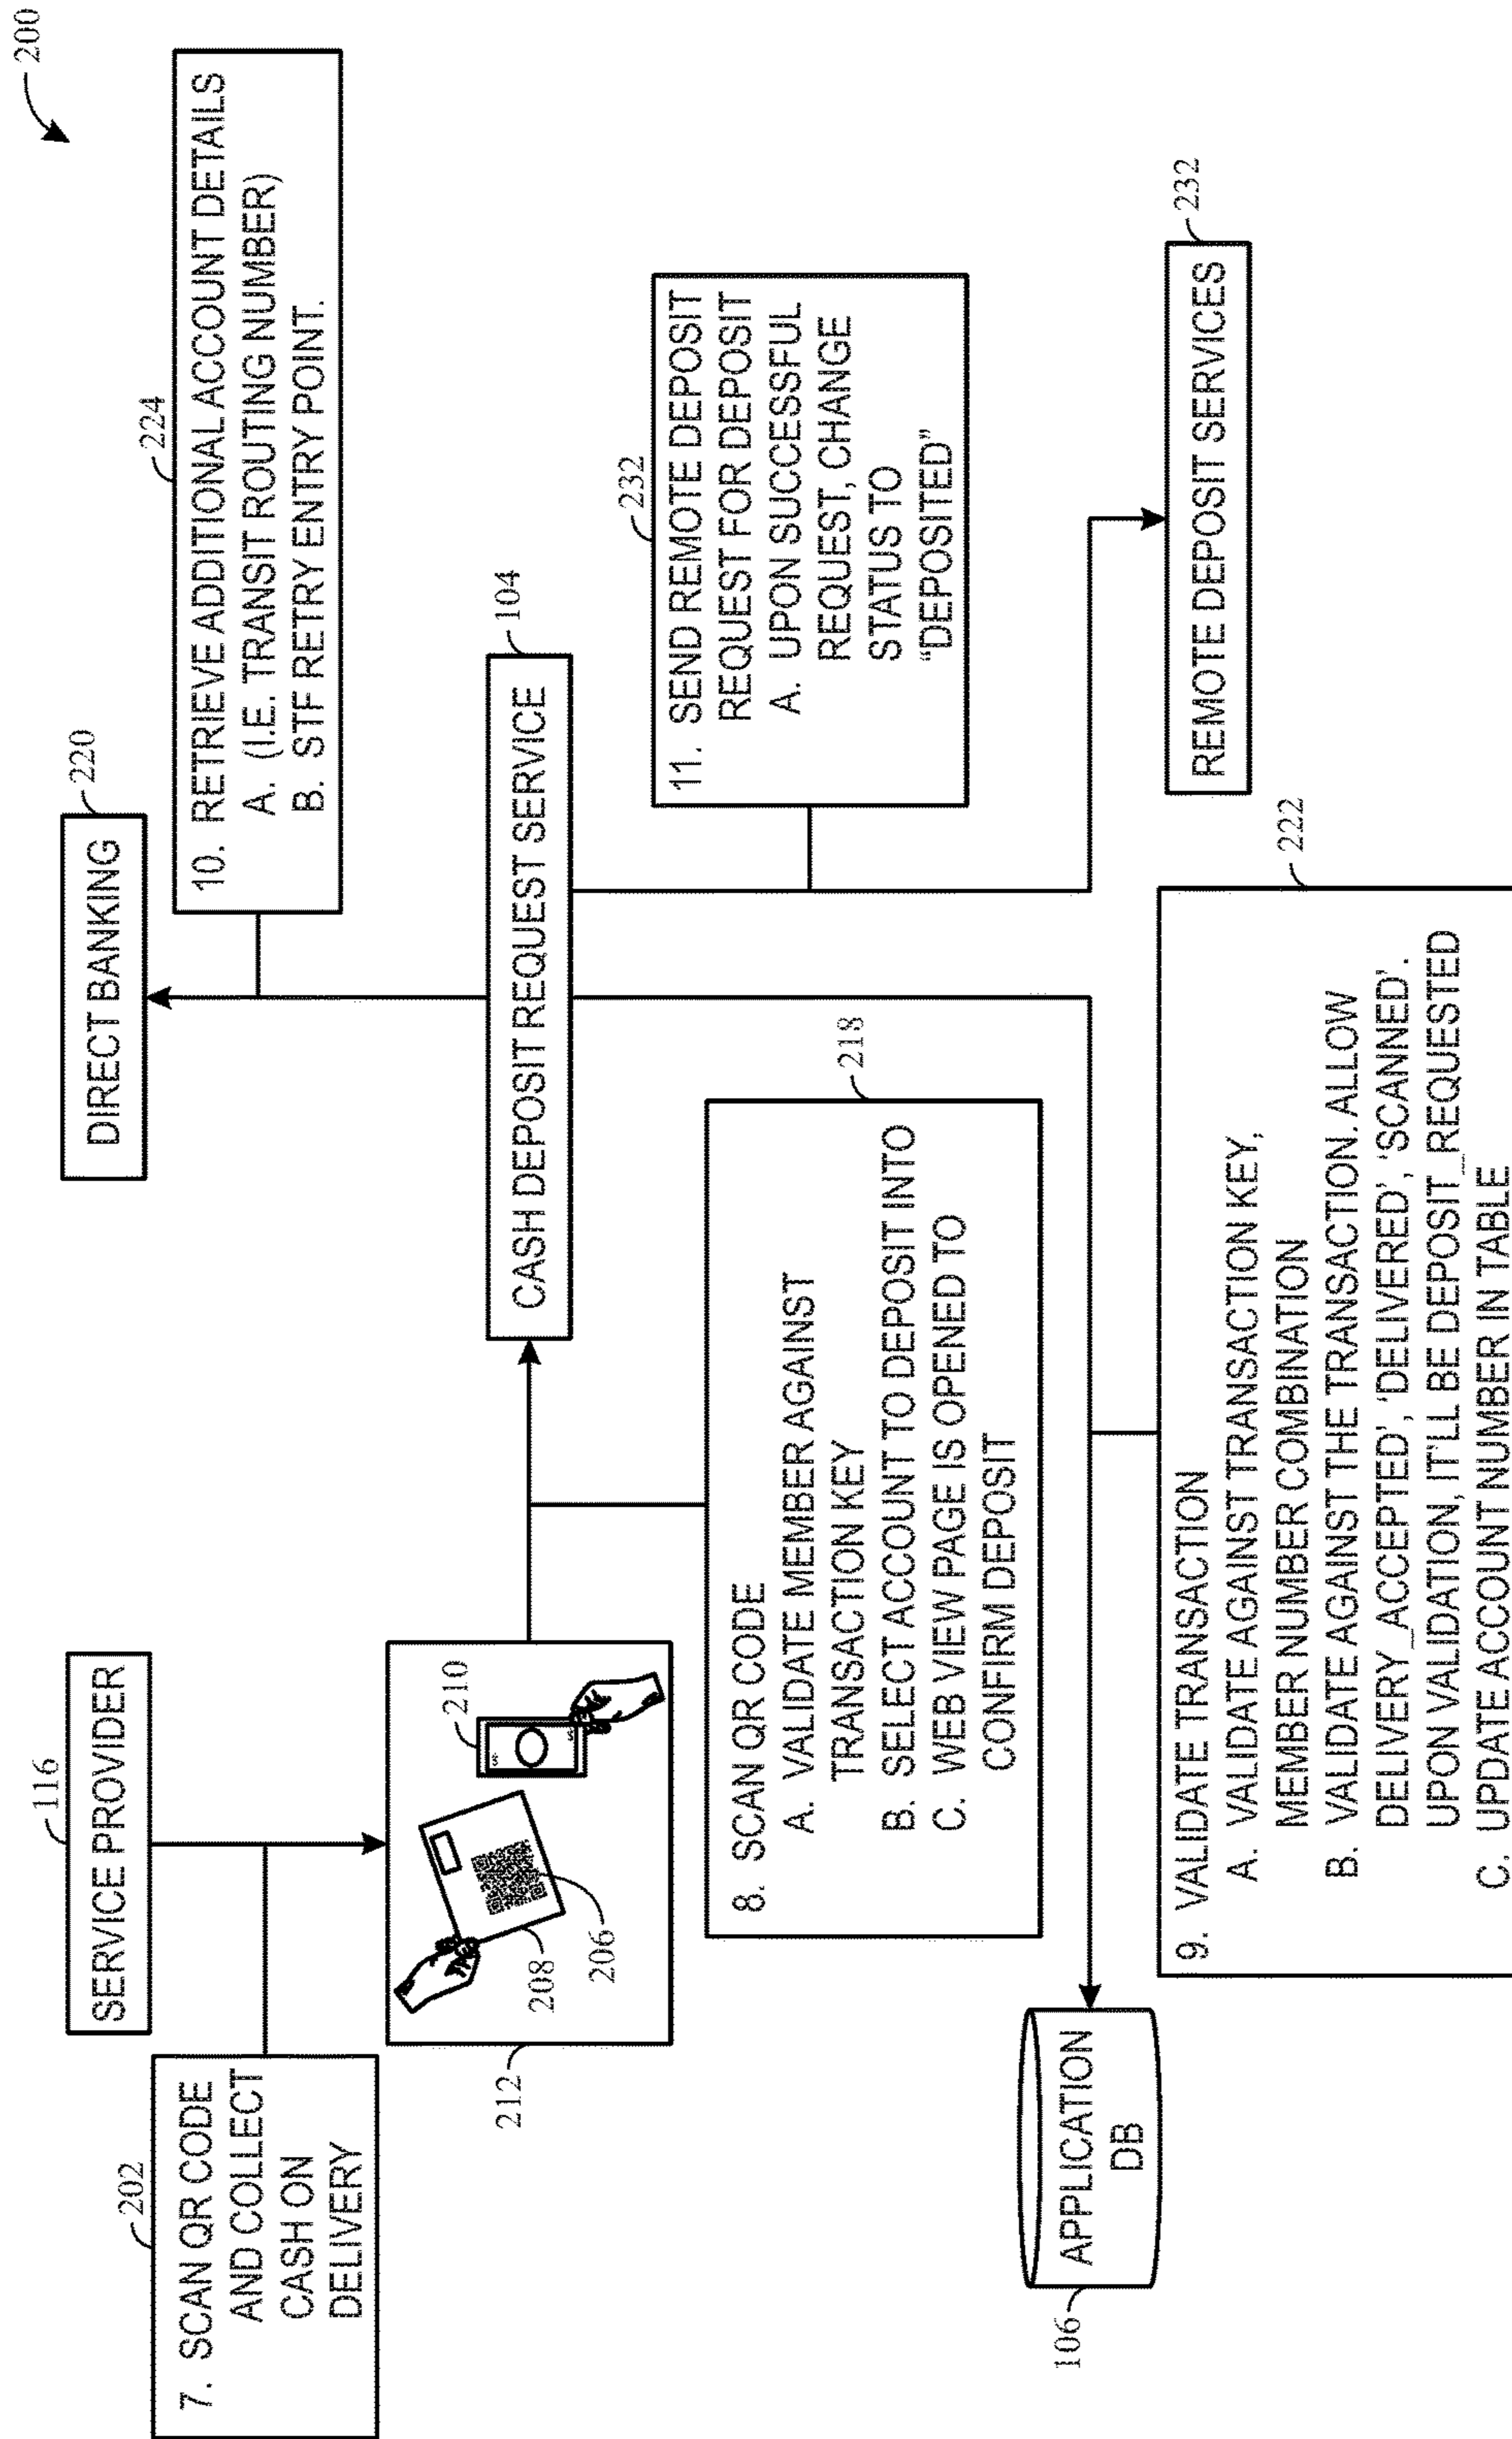 200
116
SERVICE PROVIDER
202
7. SCAN QR CODE
AND COLLECT
CASH ON
DELIVERY
212
208
206
210
220
DIRECT BANKING
224
10. RETRIEVE ADDITIONAL ACCOUNT DETAILS
A. (I.E. TRANSIT ROUTING NUMBER)
B. STF RETRY ENTRY POINT.
104
CASH DEPOSIT REQUEST SERVICE
218
8. SCAN QR CODE
A. VALIDATE MEMBER AGAINST
TRANSACTION KEY
B. SELECT ACCOUNT TO DEPOSIT INTO
C. WEB VIEW PAGE IS OPENED TO
CONFIRM DEPOSIT
232
11. SEND REMOTE DEPOSIT
REQUEST FOR DEPOSIT
A. UPON SUCCESSFUL
REQUEST, CHANGE
STATUS TO
“DEPOSITED”
106
APPLICATION
DB
222
9. VALIDATE TRANSACTION
A. VALIDATE AGAINST TRANSACTION KEY,
MEMBER NUMBER COMBINATION
B. VALIDATE AGAINST THE TRANSACTION. ALLOW
DELIVERY_ACCEPTED’, ‘DELIVERED’, ‘SCANNED’.
UPON VALIDATION, IT’LL BE DEPOSIT_REQUESTED
C. UPDATE ACCOUNT NUMBER IN TABLE
232
REMOTE DEPOSIT SERVICES